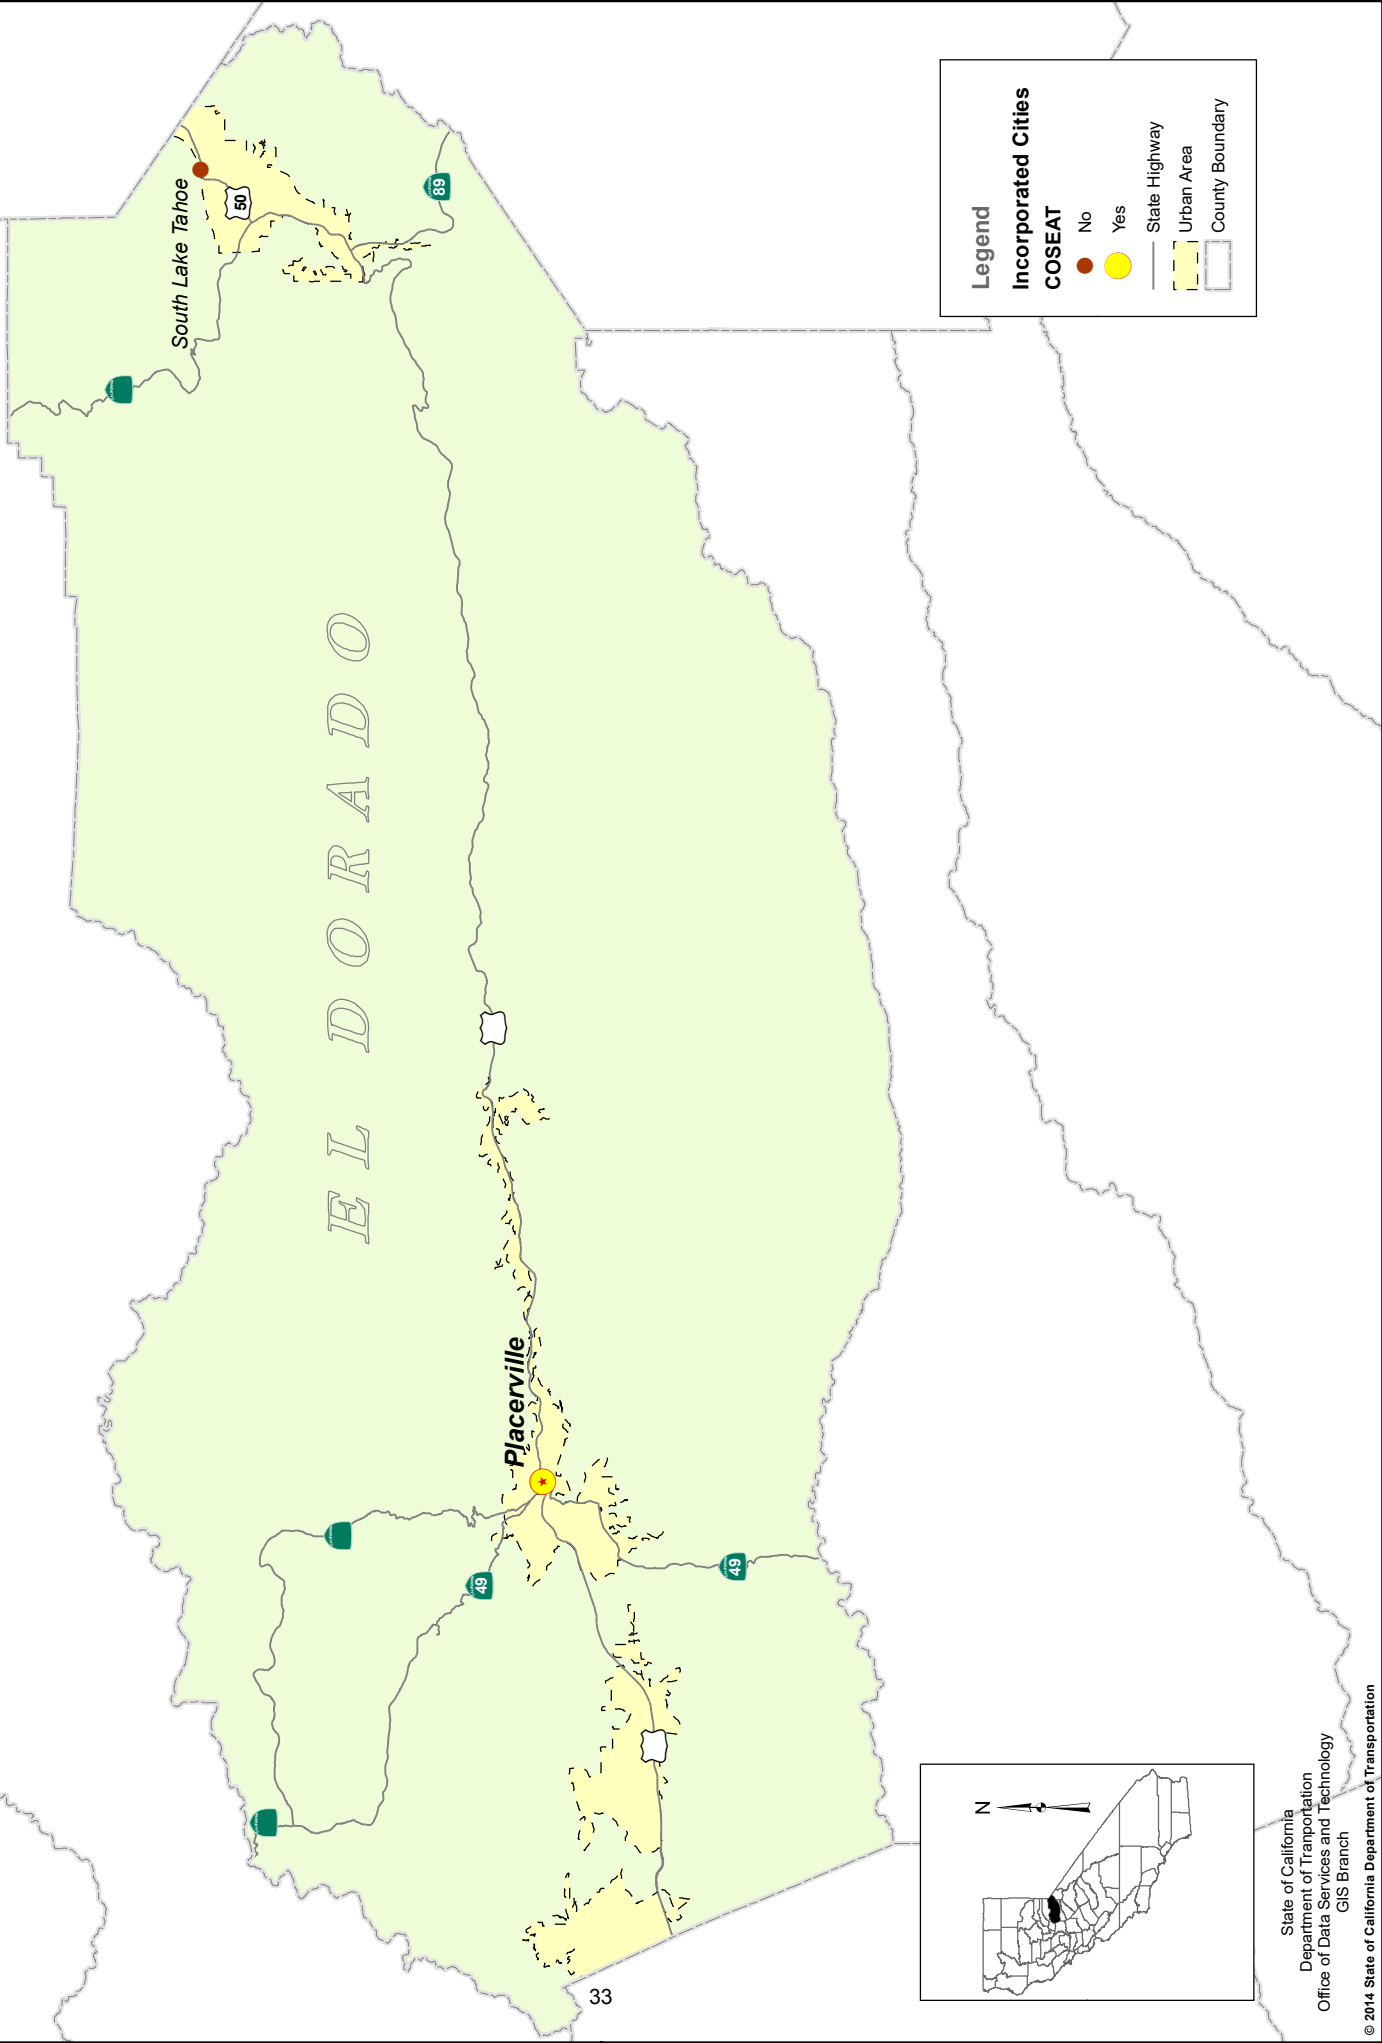 South Lake Tahoe
50
89
EL DORADO
Placerville
49
49
Legend
Incorporated Cities
COSEAT
No
Yes
State Highway
Urban Area
County Boundary
N
State of California
Department of Tranportation
Office of Data Services and Technology
GIS Branch
© 2014 State of California Department of Transportation
33